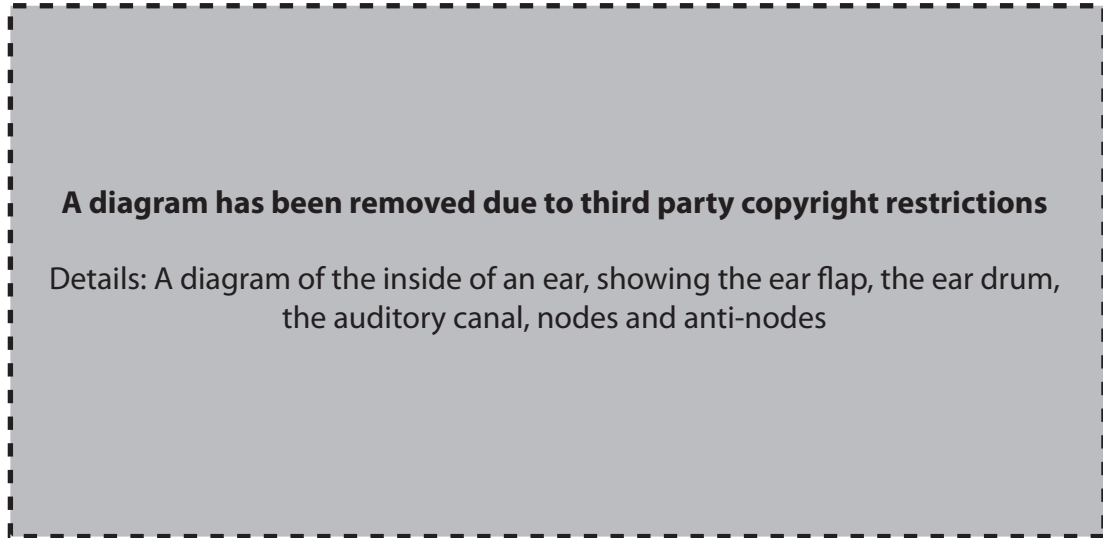 A diagram has been removed due to third party copyright restrictions
Details: A diagram of the inside of an ear, showing the ear flap, the ear drum,
the auditory canal, nodes and anti-nodes